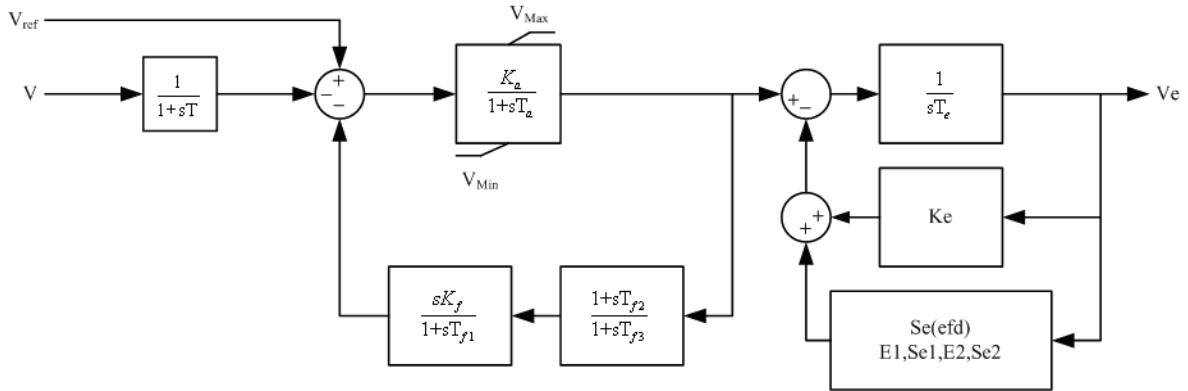 V_ref
V
1
1+sT
+
−
−
V_Max
K_a
1+sT_a
V_Min
+
−
1
sT_e
Ve
+
+
Ke
sK_f
1+sT_f1
1+sT_f2
1+sT_f3
Se(efd)
E1,Se1,E2,Se2